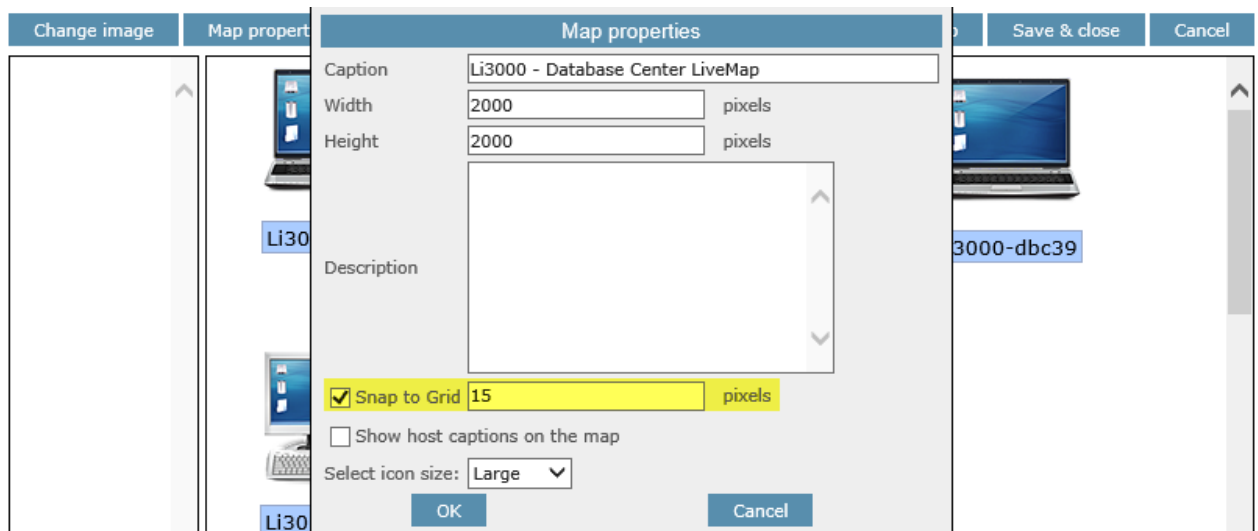 Change image
Map propert
Map properties
Save & close
Cancel
Caption
Li3000 - Database Center LiveMap
Width
2000
pixels
Height
2000
pixels
Description
Snap to Grid
15
pixels
Show host captions on the map
Select icon size:
Large
OK
Cancel
Li30
3000-dbc39
Li30